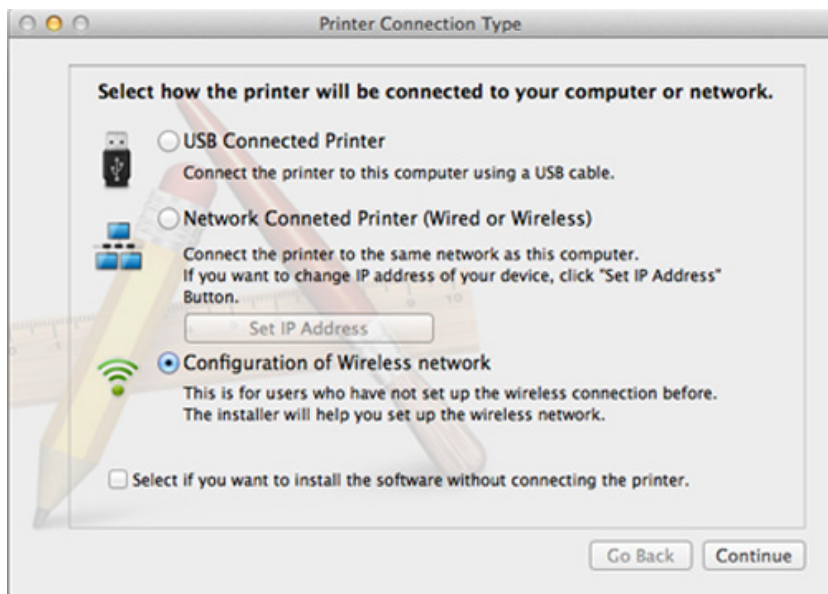 Printer Connection Type
Select how the printer will be connected to your computer or network.
USB Connected Printer
Connect the printer to this computer using a USB cable.
Network Conneted Printer (Wired or Wireless)
Connect the printer to the same network as this computer.
If you want to change IP address of your device, click "Set IP Address"
Button.
Set IP Address
Configuration of Wireless network
This is for users who have not set up the wireless connection before.
The installer will help you set up the wireless network.
Select if you want to install the software without connecting the printer.
Go Back
Continue